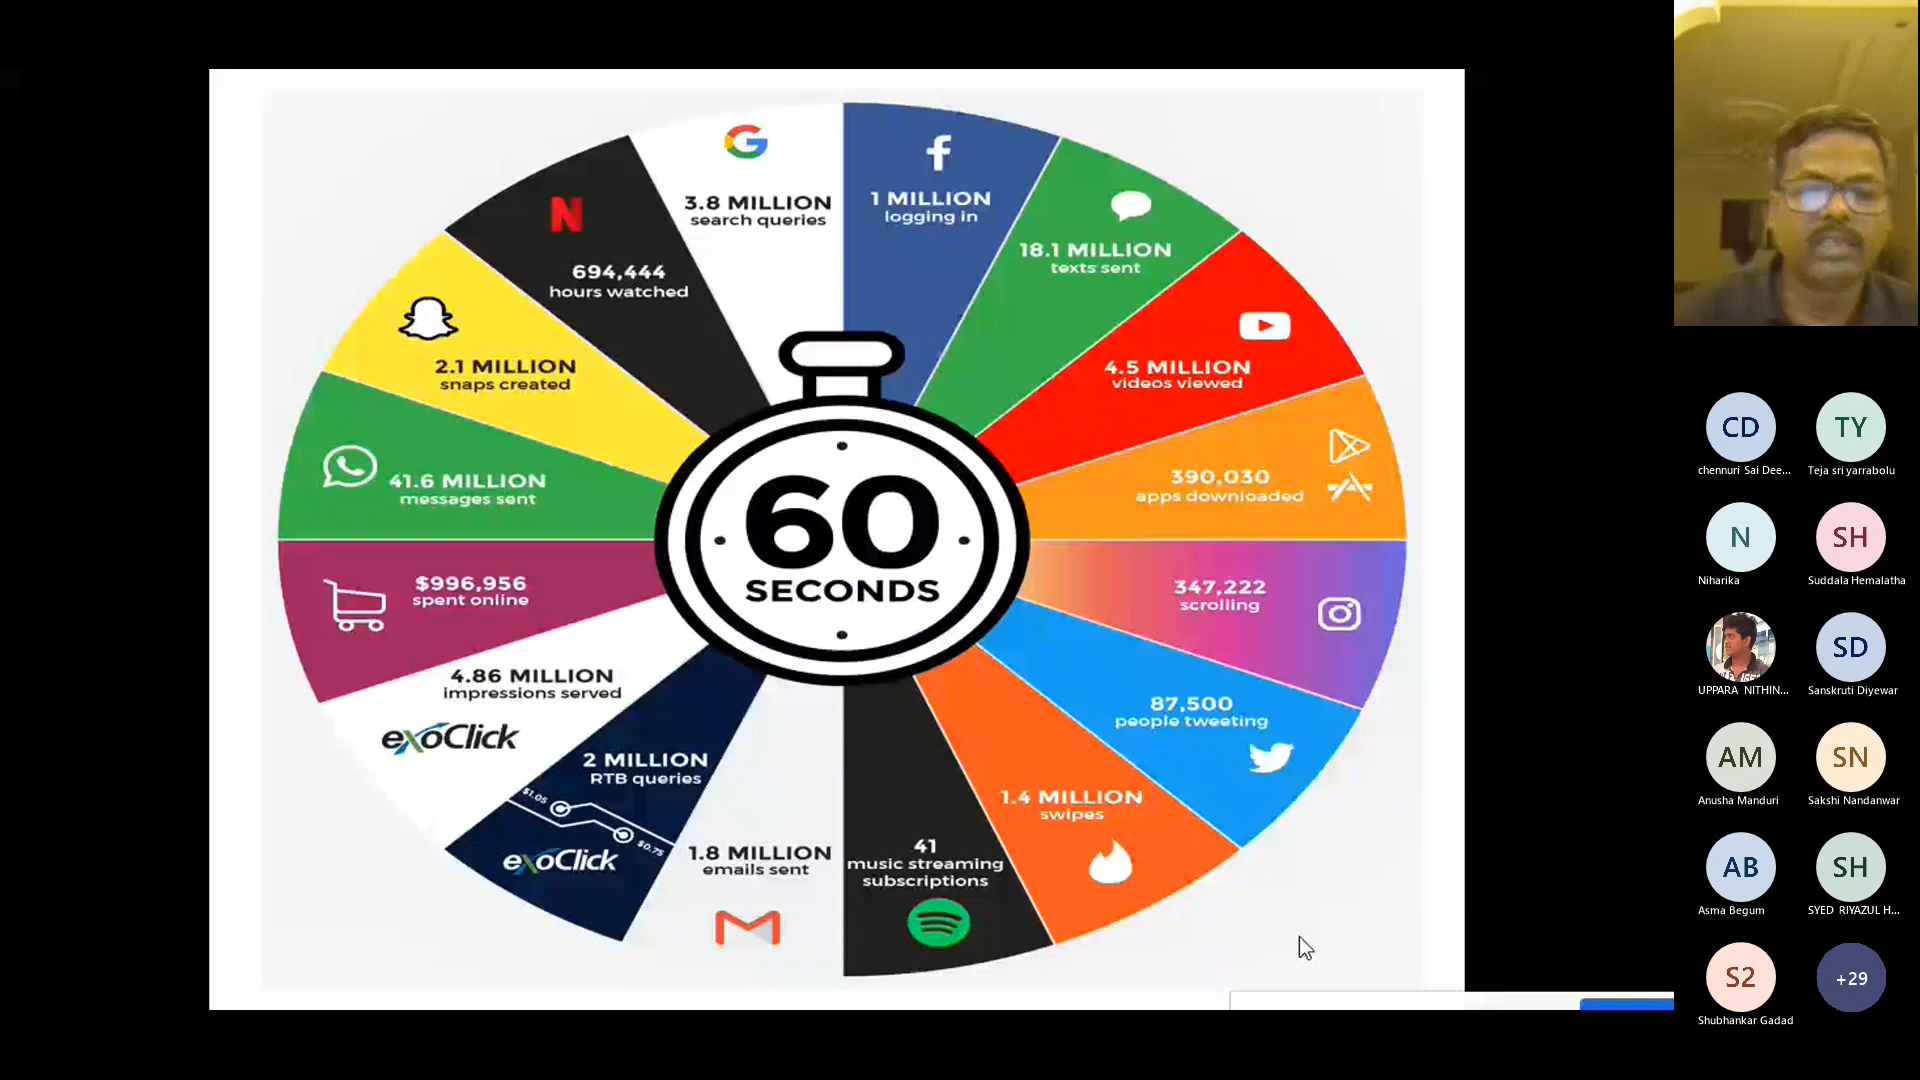 3.8 MILLION
search queries
f
1 MILLION
logging in
18.1 MILLION
texts sent
4.5 MILLION
videos viewed
390,030
apps downloaded
347,222
scrolling
87,500
people tweeting
1.4 MILLION
swipes
41
music streaming
subscriptions
1.8 MILLION
emails sent
2 MILLION
RTB queries
$1.05
$0.75
exoClick
4.86 MILLION
impressions served
exoClick
$996,956
spent online
41.6 MILLION
messages sent
2.1 MILLION
snaps created
N
694,444
hours watched
G
60
SECONDS
CD
chennuri Sai Dee...
TY
Teja sri yarrabolu
N
Niharika
SH
Suddala Hemalatha
UPPARA NITHIN...
SD
Sanskruti Diyewar
AM
Anusha Manduri
SN
Sakshi Nandanwar
AB
Asma Begum
SH
SYED RIYAZUL H...
S2
Shubhankar Gadad
+29